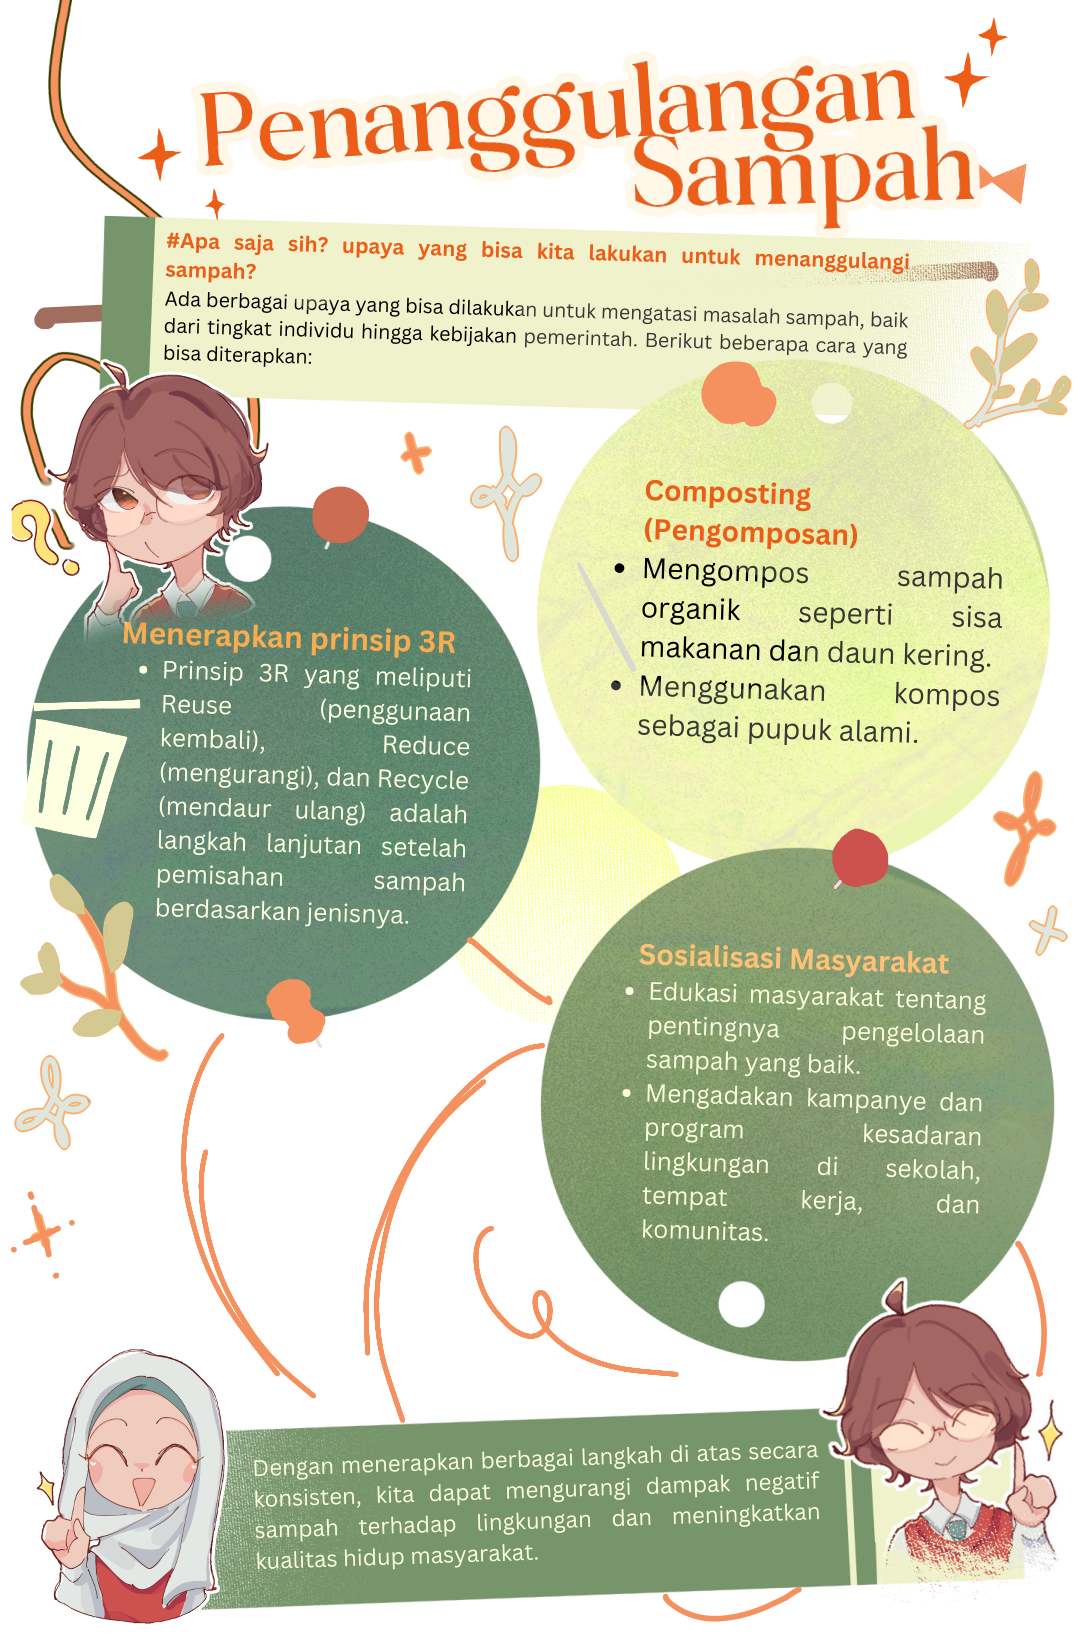 Penanggulangan
Sampah
#Apa saja sih? upaya yang bisa kita lakukan untuk menanggulangi
sampah?
Ada berbagai upaya yang bisa dilakukan untuk mengatasi masalah sampah, baik
dari tingkat individu hingga kebijakan pemerintah. Berikut beberapa cara yang
bisa diterapkan:
Composting
(Pengomposan)
• Mengompos sampah
organik seperti sisa
makanan dan daun kering.
• Menggunakan kompos
sebagai pupuk alami.
Menerapkan prinsip 3R
• Prinsip 3R yang meliputi
Reuse (penggunaan
kembali), Reduce
(mengurangi), dan Recycle
(mendaur ulang) adalah
langkah lanjutan setelah
pemisahan sampah
berdasarkan jenisnya.
Sosialisasi Masyarakat
• Edukasi masyarakat tentang
pentingnya pengelolaan
sampah yang baik.
• Mengadakan kampanye dan
program kesadaran
lingkungan di sekolah,
tempat kerja, dan
komunitas.
Dengan menerapkan berbagai langkah di atas secara
konsisten, kita dapat mengurangi dampak negatif
sampah terhadap lingkungan dan meningkatkan
kualitas hidup masyarakat.